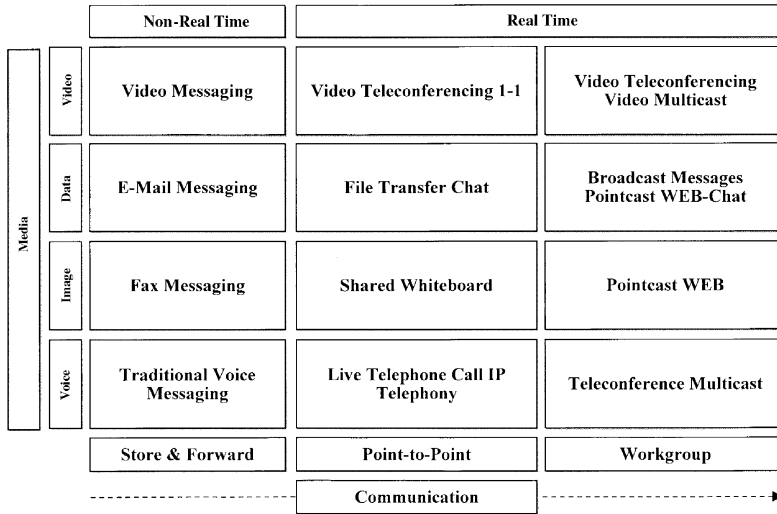 Non-Real Time
Real Time
Media
Video
Video Messaging
Video Teleconferencing 1-1
Video Teleconferencing
Video Multicast
Data
E-Mail Messaging
File Transfer Chat
Broadcast Messages
Pointcast WEB-Chat
Image
Fax Messaging
Shared Whiteboard
Pointcast WEB
Voice
Traditional Voice
Messaging
Live Telephone Call IP
Telephony
Teleconference Multicast
Store & Forward
Point-to-Point
Workgroup
Communication